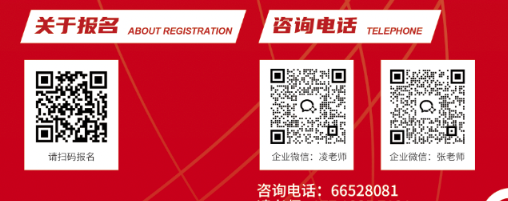 关于报名 ABOUT REGISTRATION
咨询电话 TELEPHONE
请扫码报名
企业微信：凌老师
企业微信：张老师
咨询电话：66528081